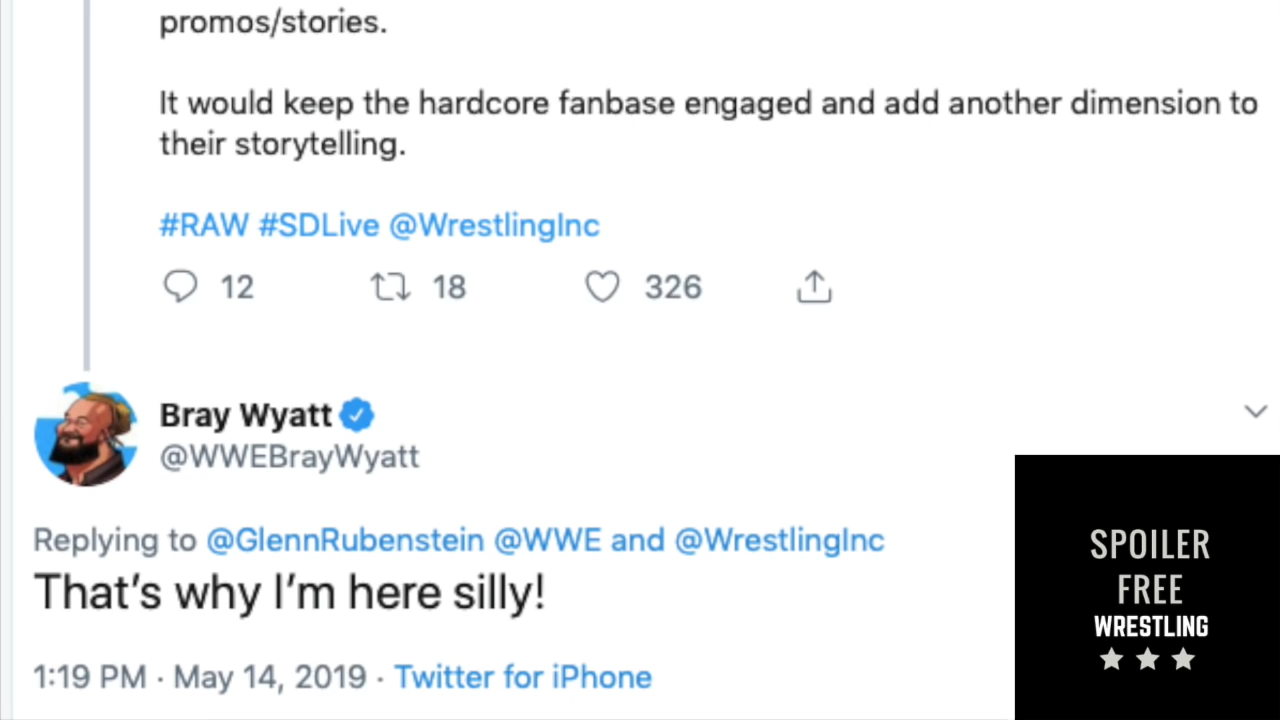 promos/stories.
It would keep the hardcore fanbase engaged and add another dimension to
their storytelling.
#RAW #SDLive @WrestlingInc
12 18 326
Bray Wyatt
@WWEBrayWyatt
Replying to @GlennRubenstein @WWE and @WrestlingInc
That’s why I’m here silly!
1:19 PM · May 14, 2019 · Twitter for iPhone
SPOILER
FREE
WRESTLING